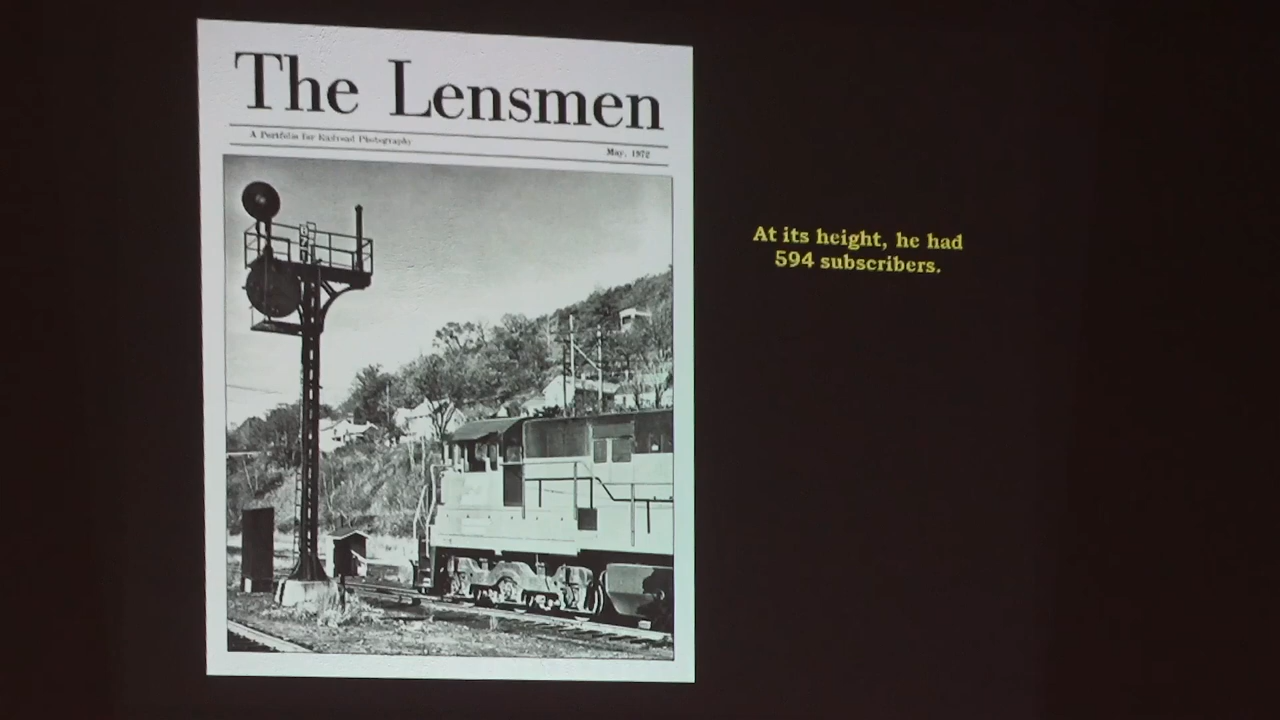 The Lensmen
A Portfolio for Railroad Photography
May, 1972
At its height, he had
594 subscribers.